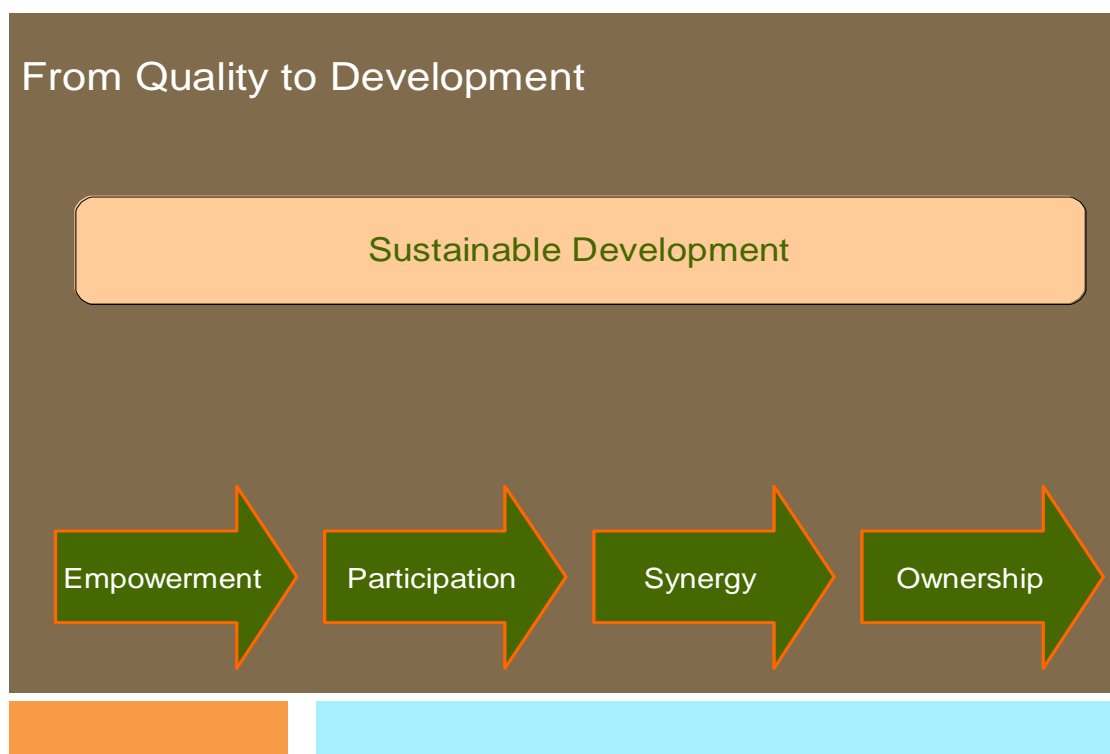 From Quality to Development
Sustainable Development
Empowerment
Participation
Synergy
Ownership